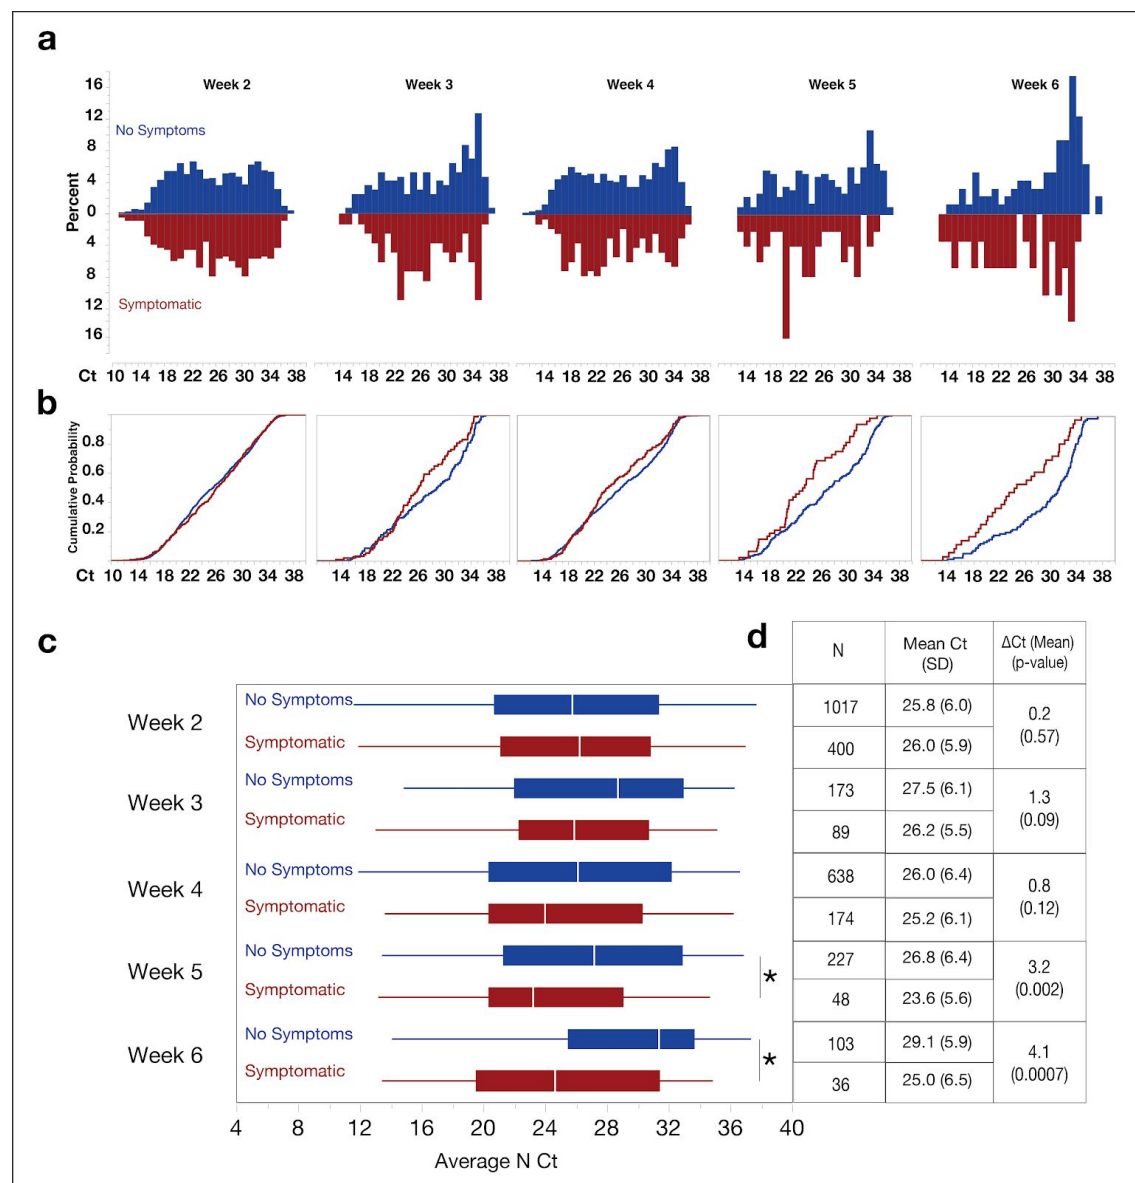 a
Week 2 Week 3 Week 4 Week 5 Week 6
16
12
8
4
0
4
8
12
16
Percent
No Symptoms
Symptomatic
Ct 10 14 18 22 26 30 34 38 14 18 22 26 30 34 38 14 18 22 26 30 34 38 14 18 22 26 30 34 38 14 18 22 26 30 34 38
b
Cumulative Probability
0.8
0.6
0.4
0.2
Ct 10 14 18 22 26 30 34 38 14 18 22 26 30 34 38 14 18 22 26 30 34 38 14 18 22 26 30 34 38 14 18 22 26 30 34 38
c
d
N Mean Ct (SD) ΔCt (Mean) (p-value)
Week 2
No Symptoms 1017 25.8 (6.0)
Symptomatic 400 26.0 (5.9)
0.2
(0.57)
Week 3
No Symptoms 173 27.5 (6.1)
Symptomatic 89 26.2 (5.5)
1.3
(0.09)
Week 4
No Symptoms 638 26.0 (6.4)
Symptomatic 174 25.2 (6.1)
0.8
(0.12)
Week 5
No Symptoms 227 26.8 (6.4)
Symptomatic 48 23.6 (5.6)
*
3.2
(0.002)
Week 6
No Symptoms 103 29.1 (5.9)
Symptomatic 36 25.0 (6.5)
*
4.1
(0.0007)
4 8 12 16 20 24 28 32 36 40
Average N Ct